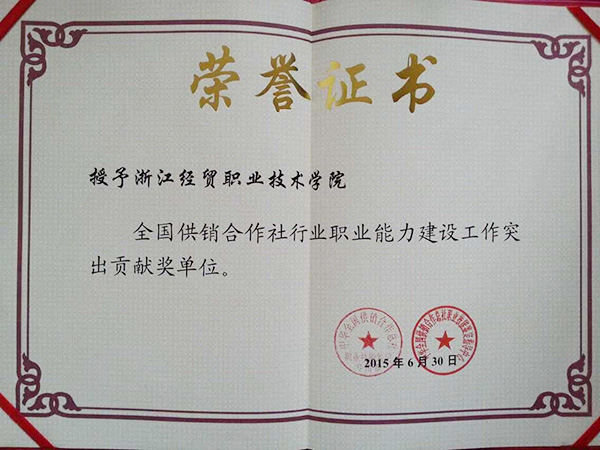 荣誉证书
授予浙江经贸职业技术学院
全国供销合作社行业职业能力建设工作突
出贡献奖单位。
2015年6月30日